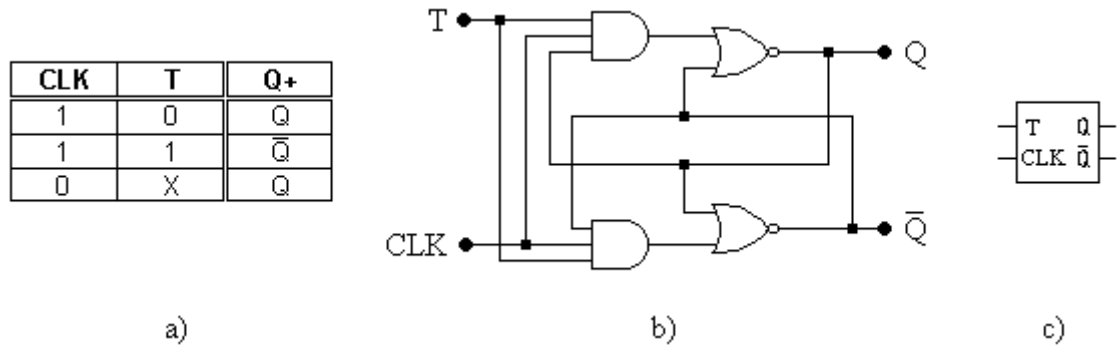 CLK T Q+
1 0 Q
1 1 Q̅
0 X Q
T
CLK
Q
Q̅
T Q
CLK Q̅
a) b) c)